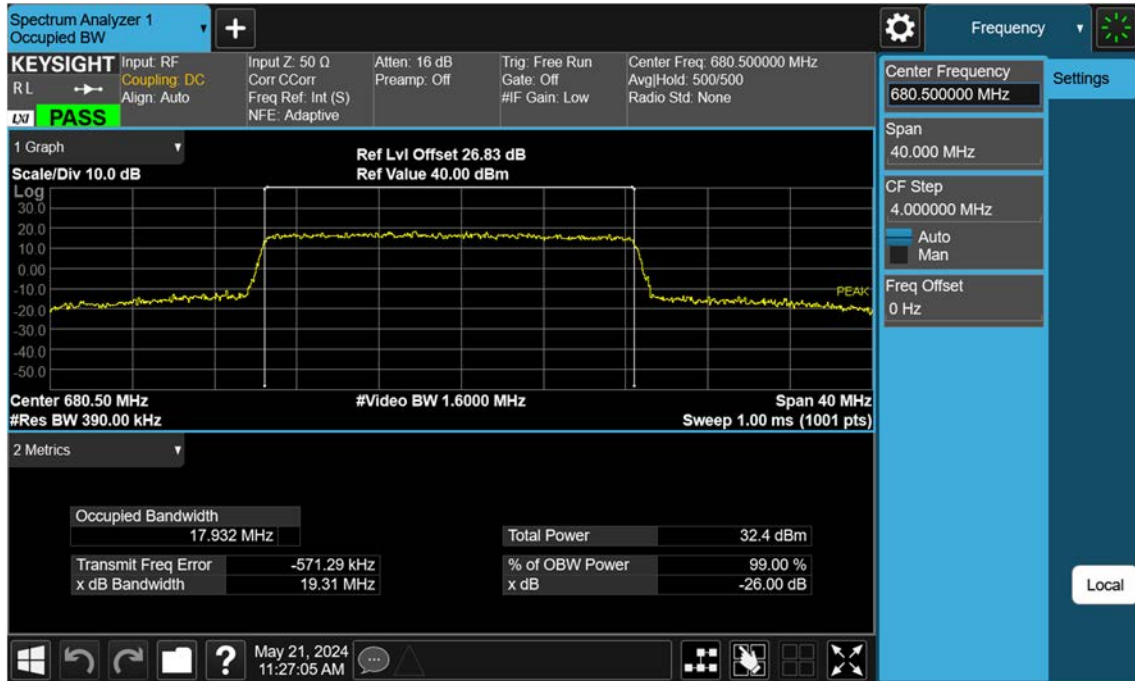 Spectrum Analyzer 1
Occupied BW
Frequency
KEYSIGHT
R L
LXI PASS
Input: RF
Coupling: DC
Align: Auto
Input Z: 50 Ω
Corr CCorr
Freq Ref: Int (S)
NFE: Adaptive
Atten: 16 dB
Preamp: Off
Trig: Free Run
Gate: Off
#IF Gain: Low
Center Freq: 680.500000 MHz
Avg|Hold: 500/500
Radio Std: None
Center Frequency
680.500000 MHz
Settings
Span
40.000 MHz
CF Step
4.000000 MHz
Auto
Man
Freq Offset
0 Hz
Local
1 Graph
Scale/Div 10.0 dB
Ref Lvl Offset 26.83 dB
Ref Value 40.00 dBm
Log
30.0
20.0
10.0
0.00
-10.0
-20.0
-30.0
-40.0
-50.0
PEAK
Center 680.50 MHz
#Video BW 1.6000 MHz
Span 40 MHz
#Res BW 390.00 kHz
Sweep 1.00 ms (1001 pts)
2 Metrics
Occupied Bandwidth
17.932 MHz
Total Power 32.4 dBm
Transmit Freq Error -571.29 kHz
% of OBW Power 99.00 %
x dB Bandwidth 19.31 MHz
x dB -26.00 dB
?
May 21, 2024
11:27:05 AM